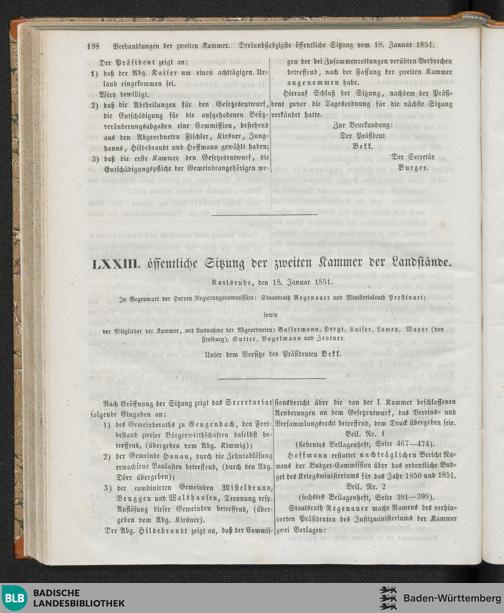 198 Verhandlungen der zweiten Kammer. Dreiundsiebzigste öffentliche Sitzung vom 18. Januar 1851.
Der Präsident zeigt an:
1) daß der Abg. Kaiser um einen achttägigen Ur-
laub eingekommen sei.
Wird bewilligt.
2) daß die Abtheilungen für den Gesetzentwurf,
die Entschädigung für die aufgehobenen Besitz-
veränderungsabgaben eine Commission, bestehend
aus den Abgeordneten Fischler, Kirsner, Jung-
hanns, Hildebrandt und Hoffmann gewählt haben;
3) daß die erste Kammer den Gesetzentwurf, die
Entschädigungspflicht der Gemeindeangehörigen we-
gen der bei Zusammenrottungen verübten Verbrechen
betreffend, nach der Fassung der zweiten Kammer
angenommen habe.
Hierauf Schluß der Sitzung, nachdem der Präsi-
dent zuvor die Tagesordnung für die nächste Sitzung
verkündet hatte.
Zur Beurkundung:
Der Präsident
Bekk.
Der Secretär
Burger.
LXXIII. öffentliche Sitzung der zweiten Kammer der Landstände.
Karlsruhe, den 18. Januar 1851.
In Gegenwart der Herren Regierungscommissäre: Staatsrath Regenauer und Ministerialrath Prestinari;
sowie
der Mitglieder der Kammer, mit Ausnahme der Abgeordneten: Bassermann, Hergt, Kaiser, Lamey, Mayer (von
Freiburg), Sutter, Vogelmann und Zentner.
Unter dem Vorsitze des Präsidenten Bekk.
Nach Eröffnung der Sitzung zeigt das Secretariat
folgende Eingaben an:
1) des Gemeinderaths zu Gengenbach, den Fort-
bestand zweier Bürgerwirthschaften daselbst be-
treffend, (übergeben vom Abg. Kimmig);
2) der Gemeinde Honau, durch die Zehntablösung
erwachsene Baulasten betreffend, (durch den Abg.
Dörr übergeben);
3) der combinirten Gemeinden Mistelbrunn,
Bruggen und Waldhausen, Trennung resp.
Auflösung dieser Gemeinden betreffend, (über-
geben vom Abg. Kirsner).
Der Abg. Hildebrandt zeigt an, daß der Commis-
sionsbericht über die von der I. Kammer beschlossenen
Aenderungen an dem Gesetzentwurf, das Vereins- und
Versammlungsrecht betreffend, dem Druck übergeben seie.
Beil. Nr. 1
(siebentes Beilagenheft, Seite 467—474).
Hoffmann erstattet nachträglichen Bericht Na-
mens der Budget-Commission über das ordentliche Bud-
get des Kriegsministeriums für das Jahr 1850 und 1851.
Beil. Nr. 2
(sechstes Beilagenheft, Seite 391—398).
Staatsrath Regenauer macht Namens des verhin-
derten Präsidenten des Justizministeriums der Kammer
zwei Vorlagen:
BLB BADISCHE
LANDESBIBLIOTHEK
Baden-Württemberg